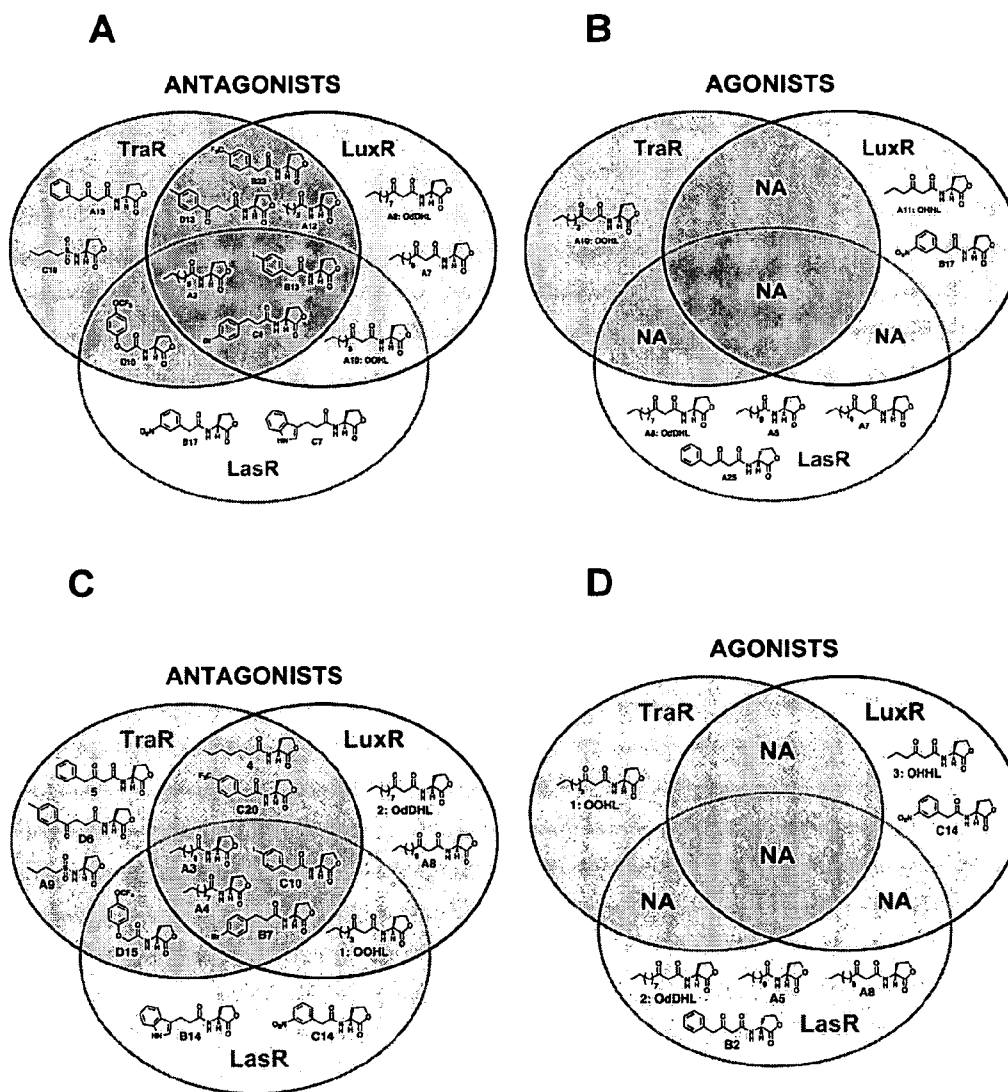 A
B
ANTAGONISTS
AGONISTS
TraR
LuxR
B23
A13
D13
A12
A8: OdDHL
C18
A2
B13
A7
C4
D10
A10: OOHL
B17
C7
LasR
TraR
LuxR
NA
A11: OHHL
A10: OOHL
B17
NA
NA
NA
A8: OdDHL
A5
A7
A25
LasR
C
D
ANTAGONISTS
AGONISTS
TraR
LuxR
4
5
C20
2: OdDHL
D6
A3
C10
A8
A9
A4
B7
D15
1: OOHL
B14
C14
LasR
TraR
LuxR
NA
3: OHHL
1: OOHL
C14
NA
NA
NA
2: OdDHL
A5
A8
B2
LasR